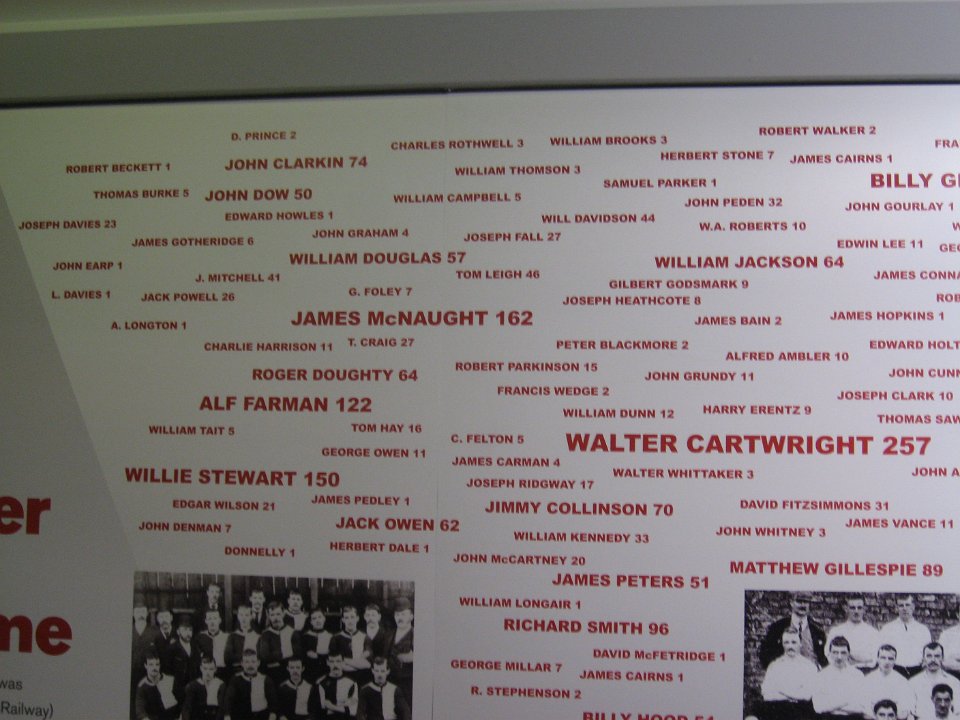 D. PRINCE 2
CHARLES ROTHWELL 3
WILLIAM BROOKS 3
ROBERT WALKER 2
ROBERT BECKETT 1
JOHN CLARKIN 74
WILLIAM THOMSON 3
HERBERT STONE 7
JAMES CAIRNS 1
SAMUEL PARKER 1
BILLY
THOMAS BURKE 5
JOHN DOW 50
WILLIAM CAMPBELL 5
JOHN PEDEN 32
JOHN GOURLAY 1
JOSEPH DAVIES 23
EDWARD HOWLES 1
WILL DAVIDSON 44
W.A. ROBERTS 10
JAMES GOTHERIDGE 6
JOHN GRAHAM 4
JOSEPH FALL 27
EDWIN LEE 11
JOHN EARP 1
WILLIAM DOUGLAS 57
WILLIAM JACKSON 64
J. MITCHELL 41
TOM LEIGH 46
GILBERT GODSMARK 9
JAMES
L. DAVIES 1
JACK POWELL 26
G. FOLEY 7
JOSEPH HEATHCOTE 8
A. LONGTON 1
JAMES McNAUGHT 162
JAMES BAIN 2
JAMES HOPKINS 1
CHARLIE HARRISON 11
T. CRAIG 27
PETER BLACKMORE 2
ALFRED AMBLER 10
EDWARD
ROGER DOUGHTY 64
ROBERT PARKINSON 15
JOHN GRUNDY 11
JOHN
FRANCIS WEDGE 2
JOSEPH CLARK 10
ALF FARMAN 122
WILLIAM DUNN 12
HARRY ERENTZ 9
THOMAS
WILLIAM TAIT 5
TOM HAY 16
C. FELTON 5
WALTER CARTWRIGHT 257
GEORGE OWEN 11
JAMES CARMAN 4
WILLIE STEWART 150
JOSEPH RIDGWAY 17
WALTER WHITTAKER 3
JOHN
EDGAR WILSON 21
JAMES PEDLEY 1
JIMMY COLLINSON 70
DAVID FITZSIMMONS 31
JOHN DENMAN 7
JACK OWEN 62
WILLIAM KENNEDY 33
JOHN WHITNEY 3
JAMES VANCE 11
DONNELLY 1
HERBERT DALE 1
JOHN McCARTNEY 20
JAMES PETERS 51
MATTHEW GILLESPIE 89
WILLIAM LONGAIR 1
RICHARD SMITH 96
DAVID McFETRIDGE 1
GEORGE MILLAR 7
JAMES CAIRNS 1
R. STEPHENSON 2
BILLY HOOD 51
er
me
was
Railway)